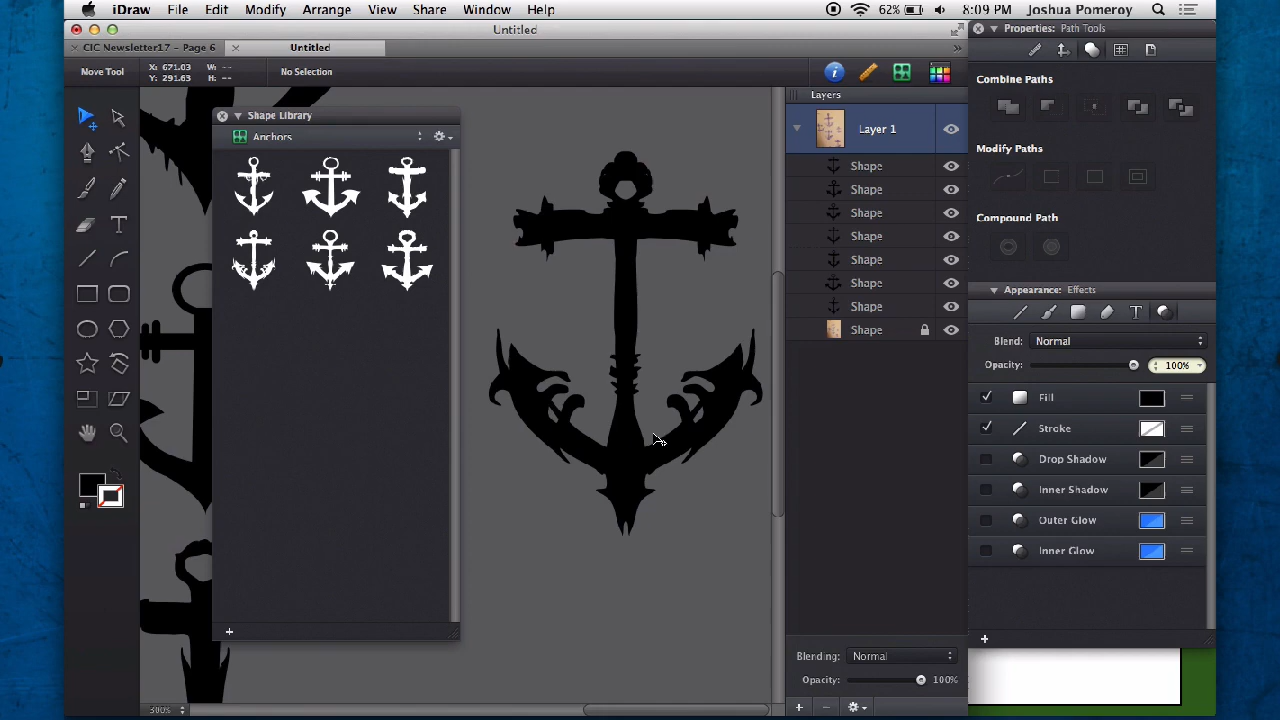 iDraw File Edit Modify Arrange View Share Window Help 62% 8:09 PM Joshua Pomeroy
Untitled
CIC Newsletter17 – Page 6 Untitled
Move Tool X: 671.03 Y: 291.63 W: -- H: -- No Selection
Properties: Path Tools
Combine Paths
Modify Paths
Compound Path
Shape Library
Anchors
Layers
Layer 1
Shape
Shape
Shape
Shape
Shape
Shape
Shape
Shape
Blending: Normal
Opacity: 100%
Appearance: Effects
Blend: Normal
Opacity: 100%
Fill
Stroke
Drop Shadow
Inner Shadow
Outer Glow
Inner Glow
300%